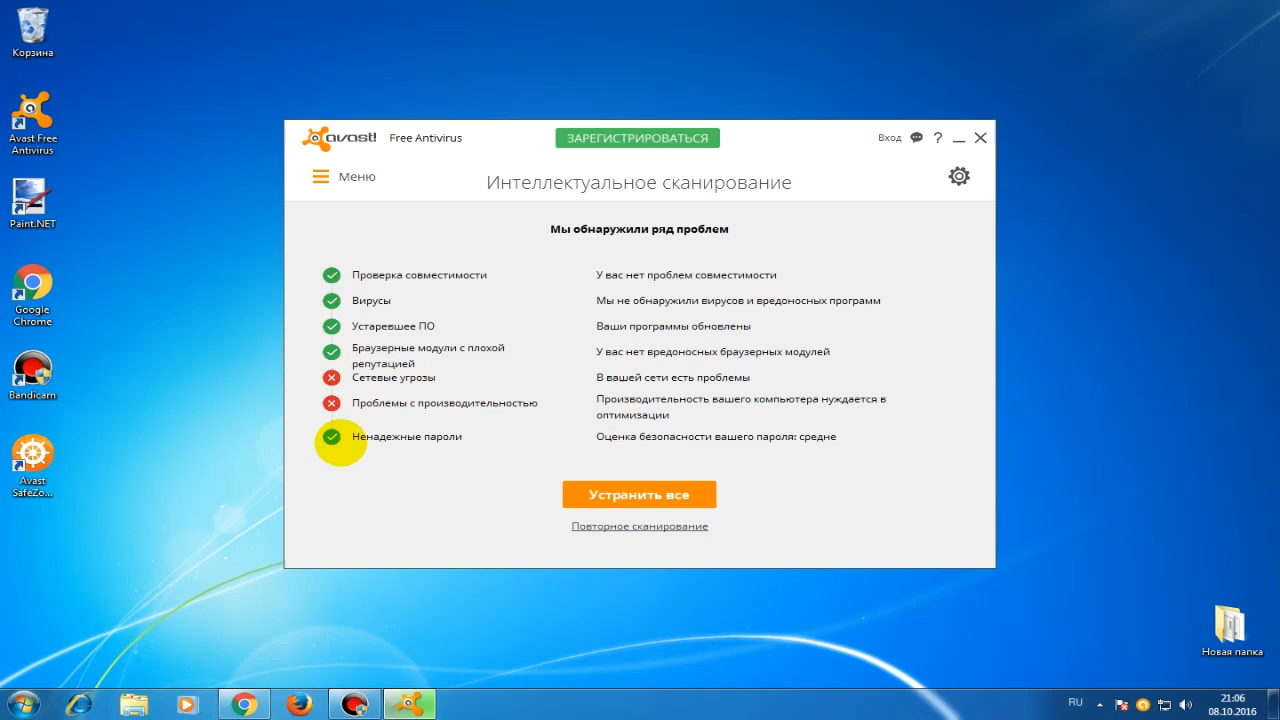 Корзина
Avast Free
Antivirus
Paint.NET
Google
Chrome
Bandicam
Avast
SafeZo...
avast!
Free Antivirus
ЗАРЕГИСТРИРОВАТЬСЯ
Вход
?
Меню
Интеллектуальное сканирование
Мы обнаружили ряд проблем
Проверка совместимости
У вас нет проблем совместимости
Вирусы
Мы не обнаружили вирусов и вредоносных программ
Устаревшее ПО
Ваши программы обновлены
Браузерные модули с плохой
репутацией
У вас нет вредоносных браузерных модулей
Сетевые угрозы
В вашей сети есть проблемы
Проблемы с производительностью
Производительность вашего компьютера нуждается в
оптимизации
Ненадежные пароли
Оценка безопасности вашего пароля: средне
Устранить все
Повторное сканирование
Новая папка
RU
21:06
08.10.2016